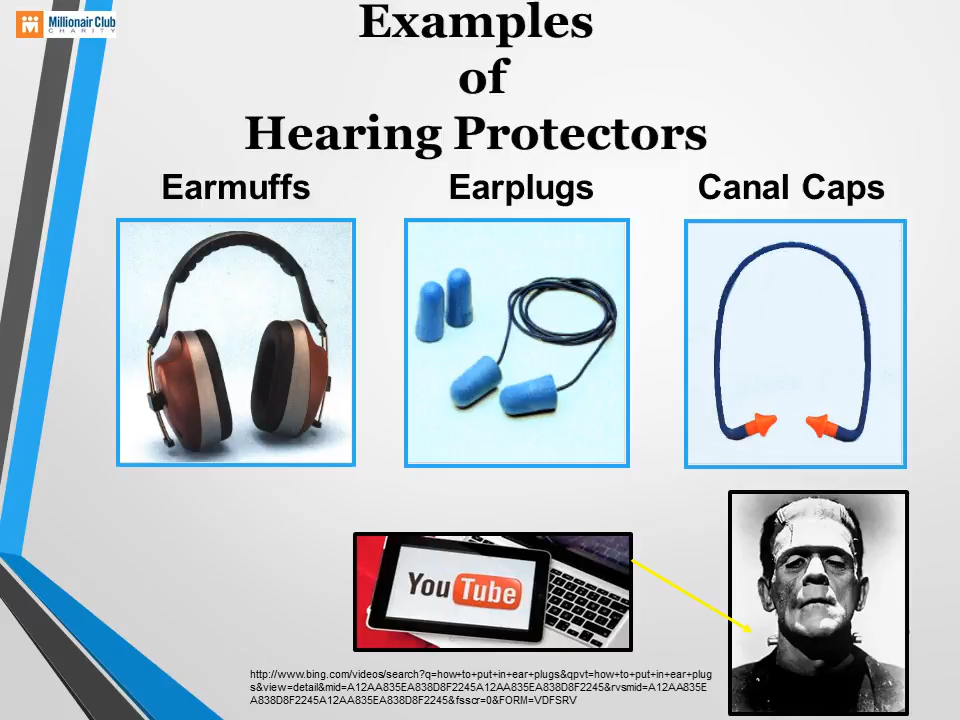 Millionair Club
CHARITY
Examples
of
Hearing Protectors
Earmuffs
Earplugs
Canal Caps
You Tube
http://www.bing.com/videos/search?q=how+to+put+in+ear+plugs&qpvt=how+to+put+in+ear+plug
s&view=detail&mid=A12AA835EA838D8F2245A12AA835EA838D8F2245&rvsmid=A12AA835E
A838D8F2245A12AA835EA838D8F2245&fsscr=0&FORM=VDFSRV